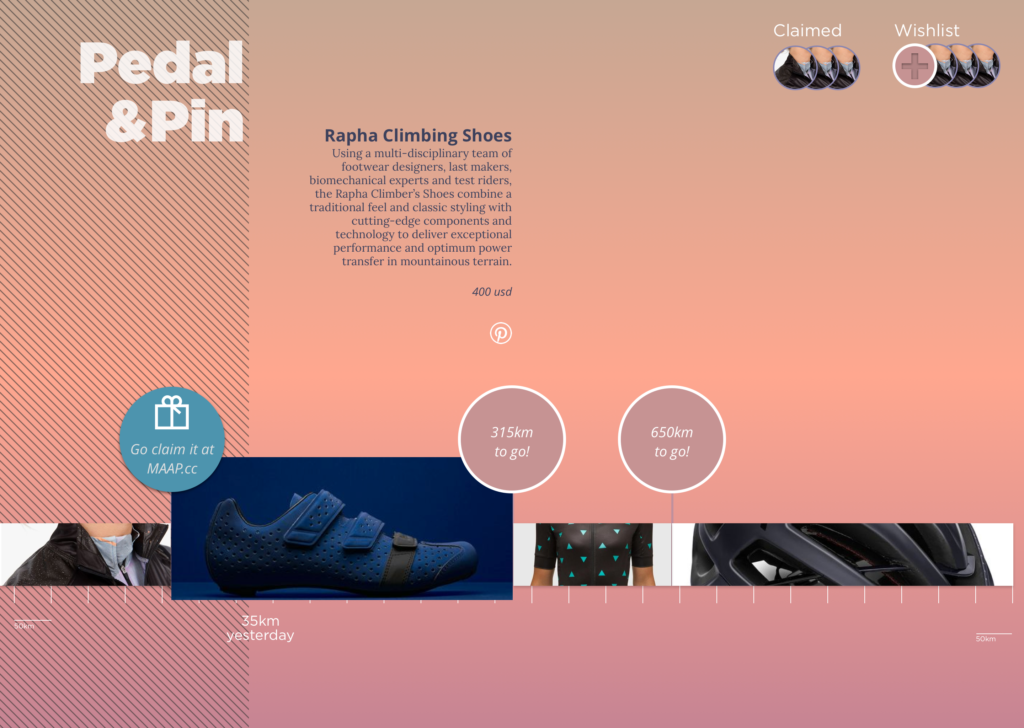 Pedal
&Pin
Claimed
Wishlist
Rapha Climbing Shoes
Using a multi-disciplinary team of
footwear designers, last makers,
biomechanical experts and test riders,
the Rapha Climber's Shoes combine a
traditional feel and classic styling with
cutting-edge components and
technology to deliver exceptional
performance and optimum power
transfer in mountainous terrain.
400 usd
Go claim it at
MAAP.cc
315km
to go!
650km
to go!
50km
35km
yesterday
50km